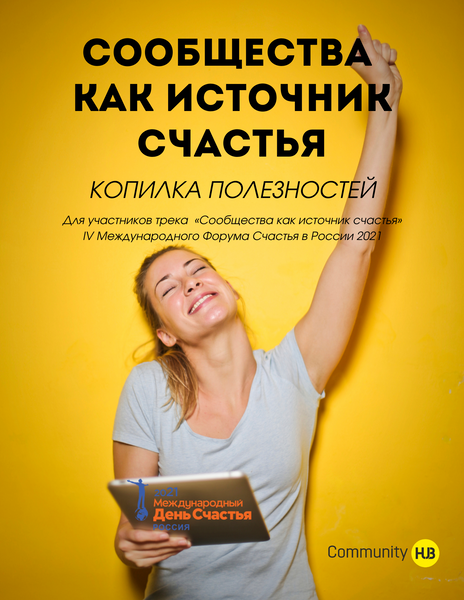 СООБЩЕСТВА
КАК ИСТОЧНИК
СЧАСТЬЯ
КОПИЛКА ПОЛЕЗНОСТЕЙ
Для участников трека «Сообщества как источник счастья»
IV Международного Форума Счастья в России 2021
Международный
День Счастья
РОССИЯ
Community HUB